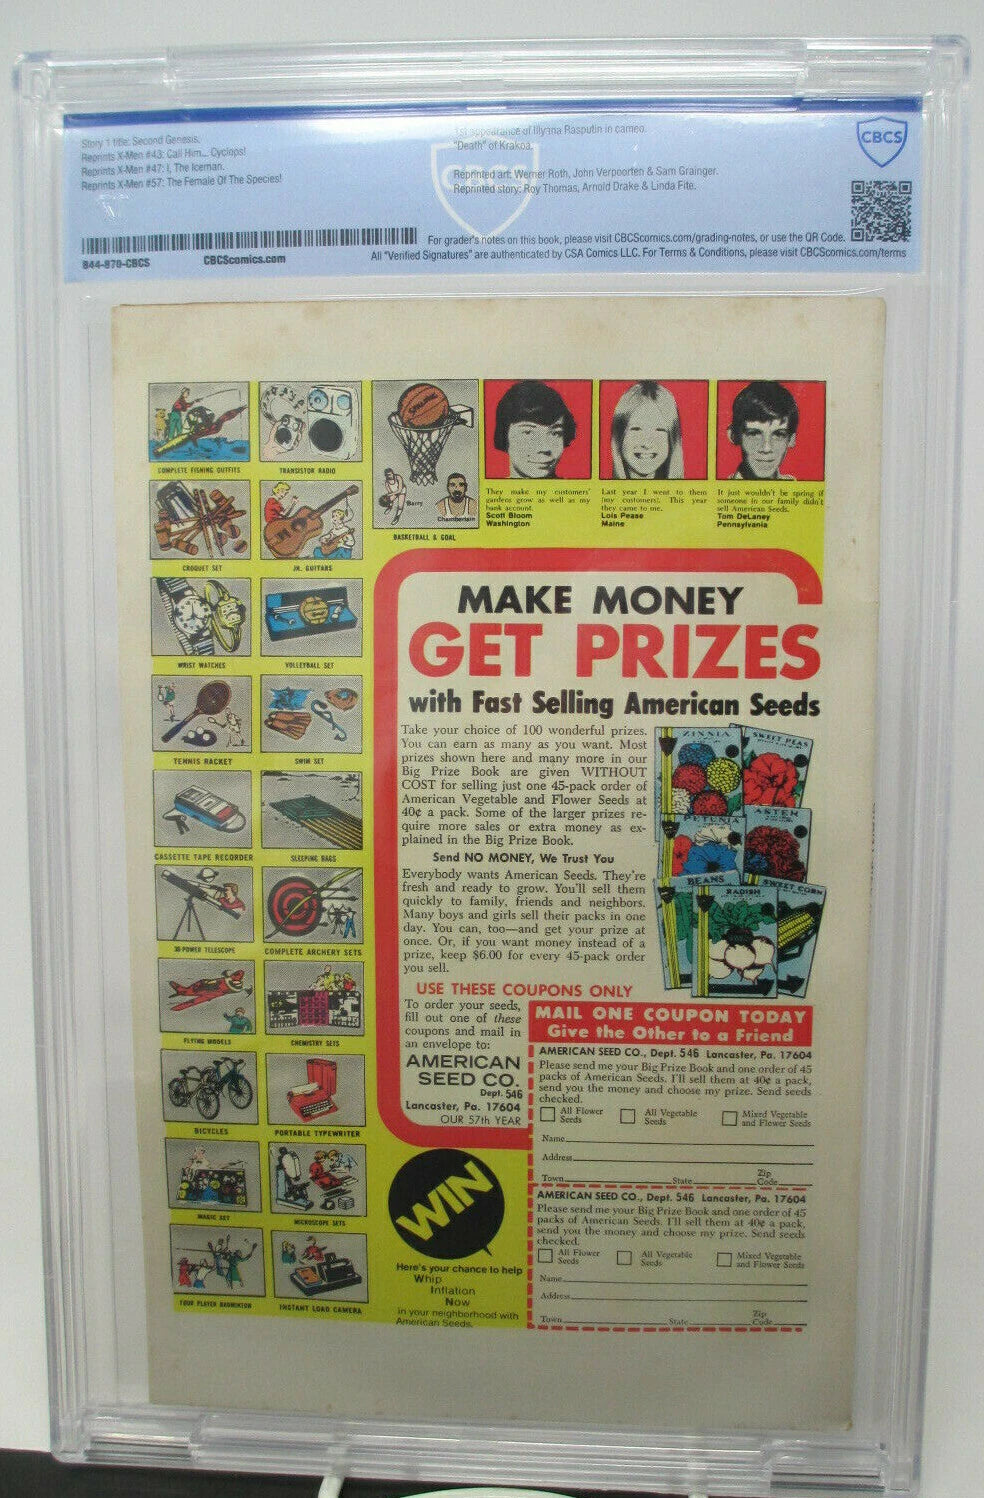 Story 1 title: Second Genesis.
Reprints X-Men #43: Call Him... Cyclops!
Reprints X-Men #47: I, The Iceman.
Reprints X-Men #57: The Female Of The Species!
1st appearance of Illyana Rasputin in cameo.
"Death" of Krakoa.
Reprinted art: Werner Roth, John Verpoorten & Sam Grainger.
Reprinted story: Roy Thomas, Arnold Drake & Linda Fite.
CBCS
CBCS
844-879-CBCS
CBCScomics.com
For grader's notes on this book, please visit CBCScomics.com/grading-notes, or use the QR Code.
All "Verified Signatures" are authenticated by CSA Comics LLC. For Terms & Conditions, please visit CBCScomics.com/terms
COMPLETE FISHING OUTFITS
TRANSISTOR RADIO
SPALDING
Barry
Chamberlain
BASKETBALL & GOAL
They make my customers'
gardens grow as well as my
bank account.
Scott Bloom
Washington
Last year I went to them
(my customers). This year
they came to me.
Lois Pease
Maine
It just wouldn't be spring if
someone in our family didn't
sell American Seeds.
Tom DeLaney
Pennsylvania
CROQUET SET
JR. GUITARS
WRIST WATCHES
VOLLEYBALL SET
TENNIS RACKET
SWIM SET
CASSETTE TAPE RECORDER
SLEEPING BAGS
30-POWER TELESCOPE
COMPLETE ARCHERY SETS
FLYING MODELS
CHEMISTRY SETS
BICYCLES
PORTABLE TYPEWRITER
MAGIC SET
MICROSCOPE SETS
FOUR PLAYER BADMINTON
INSTANT LOAD CAMERA
MAKE MONEY
GET PRIZES
with Fast Selling American Seeds
Take your choice of 100 wonderful prizes.
You can earn as many as you want. Most
prizes shown here and many more in our
Big Prize Book are given WITHOUT
COST for selling just one 45-pack order of
American Vegetable and Flower Seeds at
40¢ a pack. Some of the larger prizes re-
quire more sales or extra money as ex-
plained in the Big Prize Book.
Send NO MONEY, We Trust You
Everybody wants American Seeds. They're
fresh and ready to grow. You'll sell them
quickly to family, friends and neighbors.
Many boys and girls sell their packs in one
day. You can, too—and get your prize at
once. Or, if you want money instead of a
prize, keep $6.00 for every 45-pack order
you sell.
ZINNIA
SWEET PEAS
PETUNIA
ASTER
BEANS
RADISH
SWEET CORN
USE THESE COUPONS ONLY
To order your seeds,
fill out one of these
coupons and mail in
an envelope to:
AMERICAN
SEED CO.
Dept. 546
Lancaster, Pa. 17604
OUR 57th YEAR
MAIL ONE COUPON TODAY
Give the Other to a Friend
AMERICAN SEED CO., Dept. 546 Lancaster, Pa. 17604
Please send me your Big Prize Book and one order of 45
packs of American Seeds. I'll sell them at 40¢ a pack,
send you the money and choose my prize. Send seeds
checked.
All Flower Seeds
All Vegetable Seeds
Mixed Vegetable and Flower Seeds
Name
Address
Town State Zip Code
AMERICAN SEED CO., Dept. 546 Lancaster, Pa. 17604
Please send me your Big Prize Book and one order of 45
packs of American Seeds. I'll sell them at 40¢ a pack,
send you the money and choose my prize. Send seeds
checked.
All Flower Seeds
All Vegetable Seeds
Mixed Vegetable and Flower Seeds
Name
Address
Town State Zip Code
WIN
Here's your chance to help
Whip
Inflation
Now
in your neighborhood with
American Seeds.